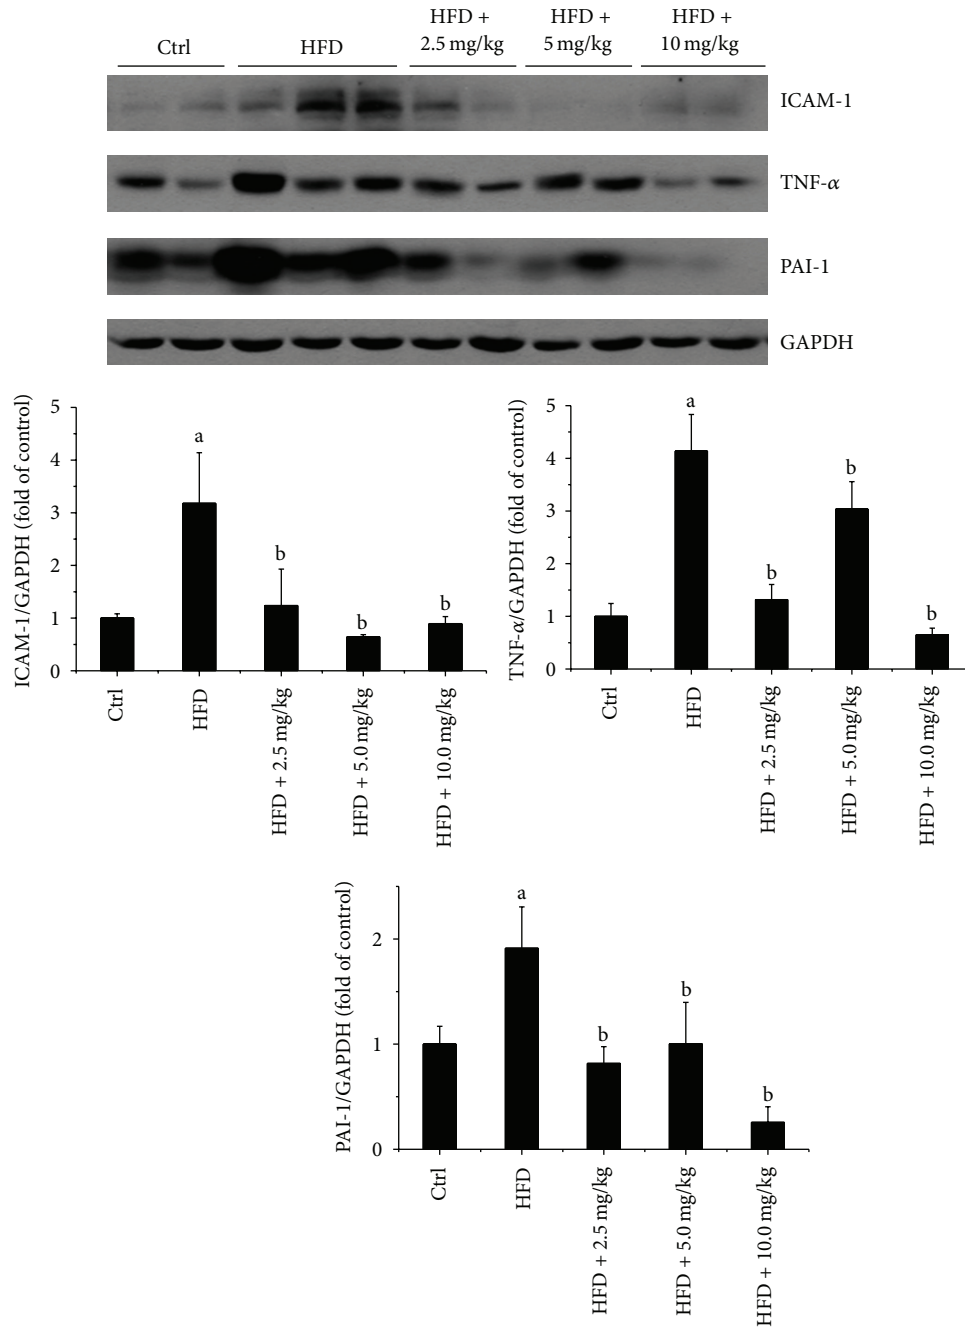 Ctrl
HFD
HFD +
2.5 mg/kg
HFD +
5 mg/kg
HFD +
10 mg/kg
ICAM-1
TNF-α
PAI-1
GAPDH
ICAM-1/GAPDH (fold of control)
5
4
3
2
1
0
a
b
b
b
Ctrl
HFD
HFD + 2.5 mg/kg
HFD + 5.0 mg/kg
HFD + 10.0 mg/kg
TNF-α/GAPDH (fold of control)
5
4
3
2
1
0
a
b
b
b
Ctrl
HFD
HFD + 2.5 mg/kg
HFD + 5.0 mg/kg
HFD + 10.0 mg/kg
PAI-1/GAPDH (fold of control)
2
1
0
a
b
b
b
Ctrl
HFD
HFD + 2.5 mg/kg
HFD + 5.0 mg/kg
HFD + 10.0 mg/kg